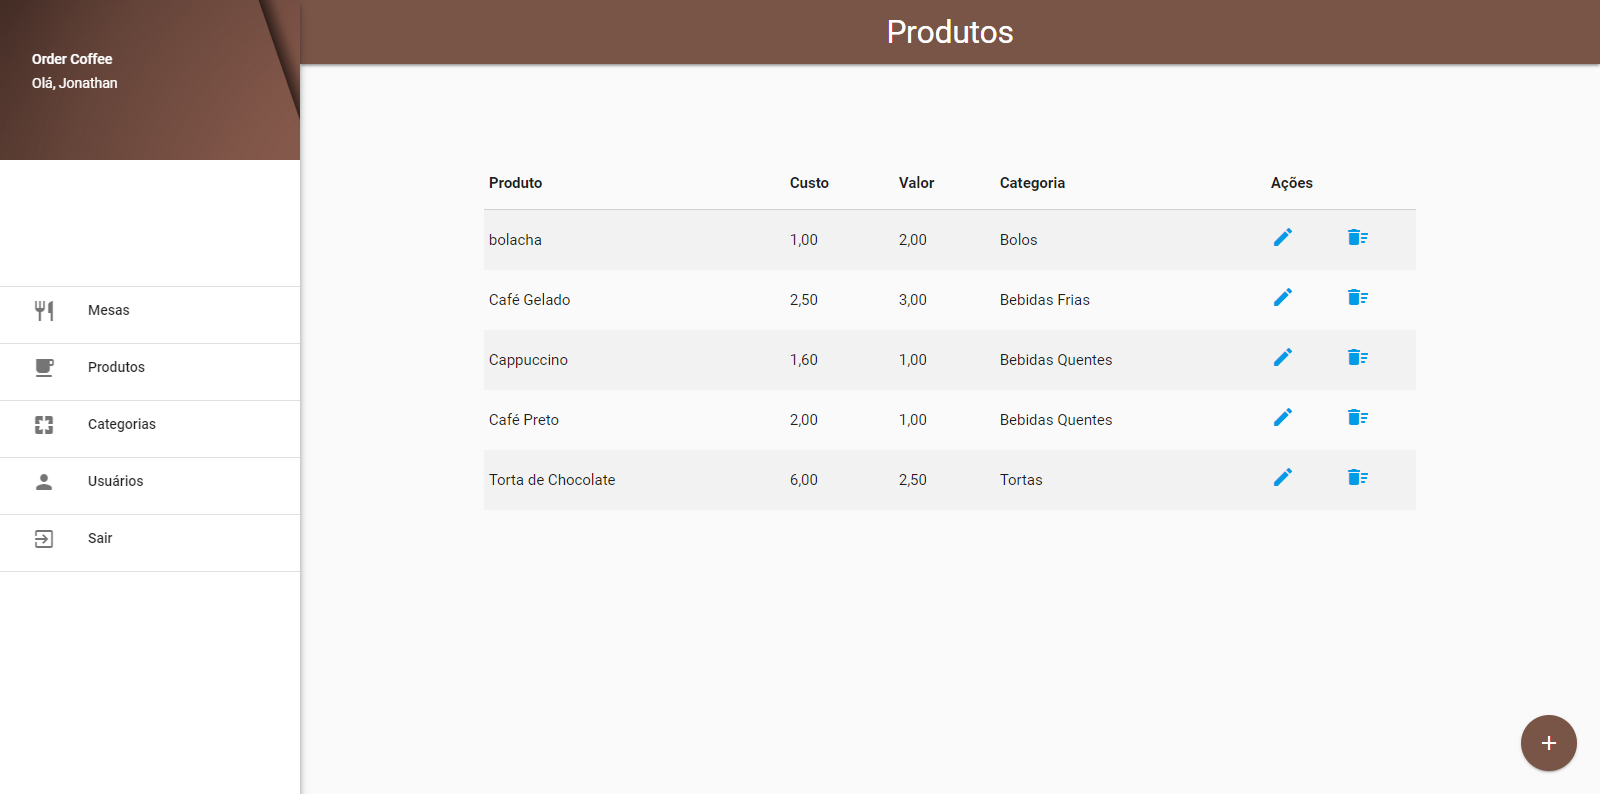 Order Coffee
Olá, Jonathan
Mesas
Produtos
Categorias
Usuários
Sair
Produtos
Produto Custo Valor Categoria Ações
bolacha 1,00 2,00 Bolos
Café Gelado 2,50 3,00 Bebidas Frias
Cappuccino 1,60 1,00 Bebidas Quentes
Café Preto 2,00 1,00 Bebidas Quentes
Torta de Chocolate 6,00 2,50 Tortas
+